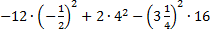 −12 · (−1/2)² + 2 · 4² − (3 1/4)² · 16